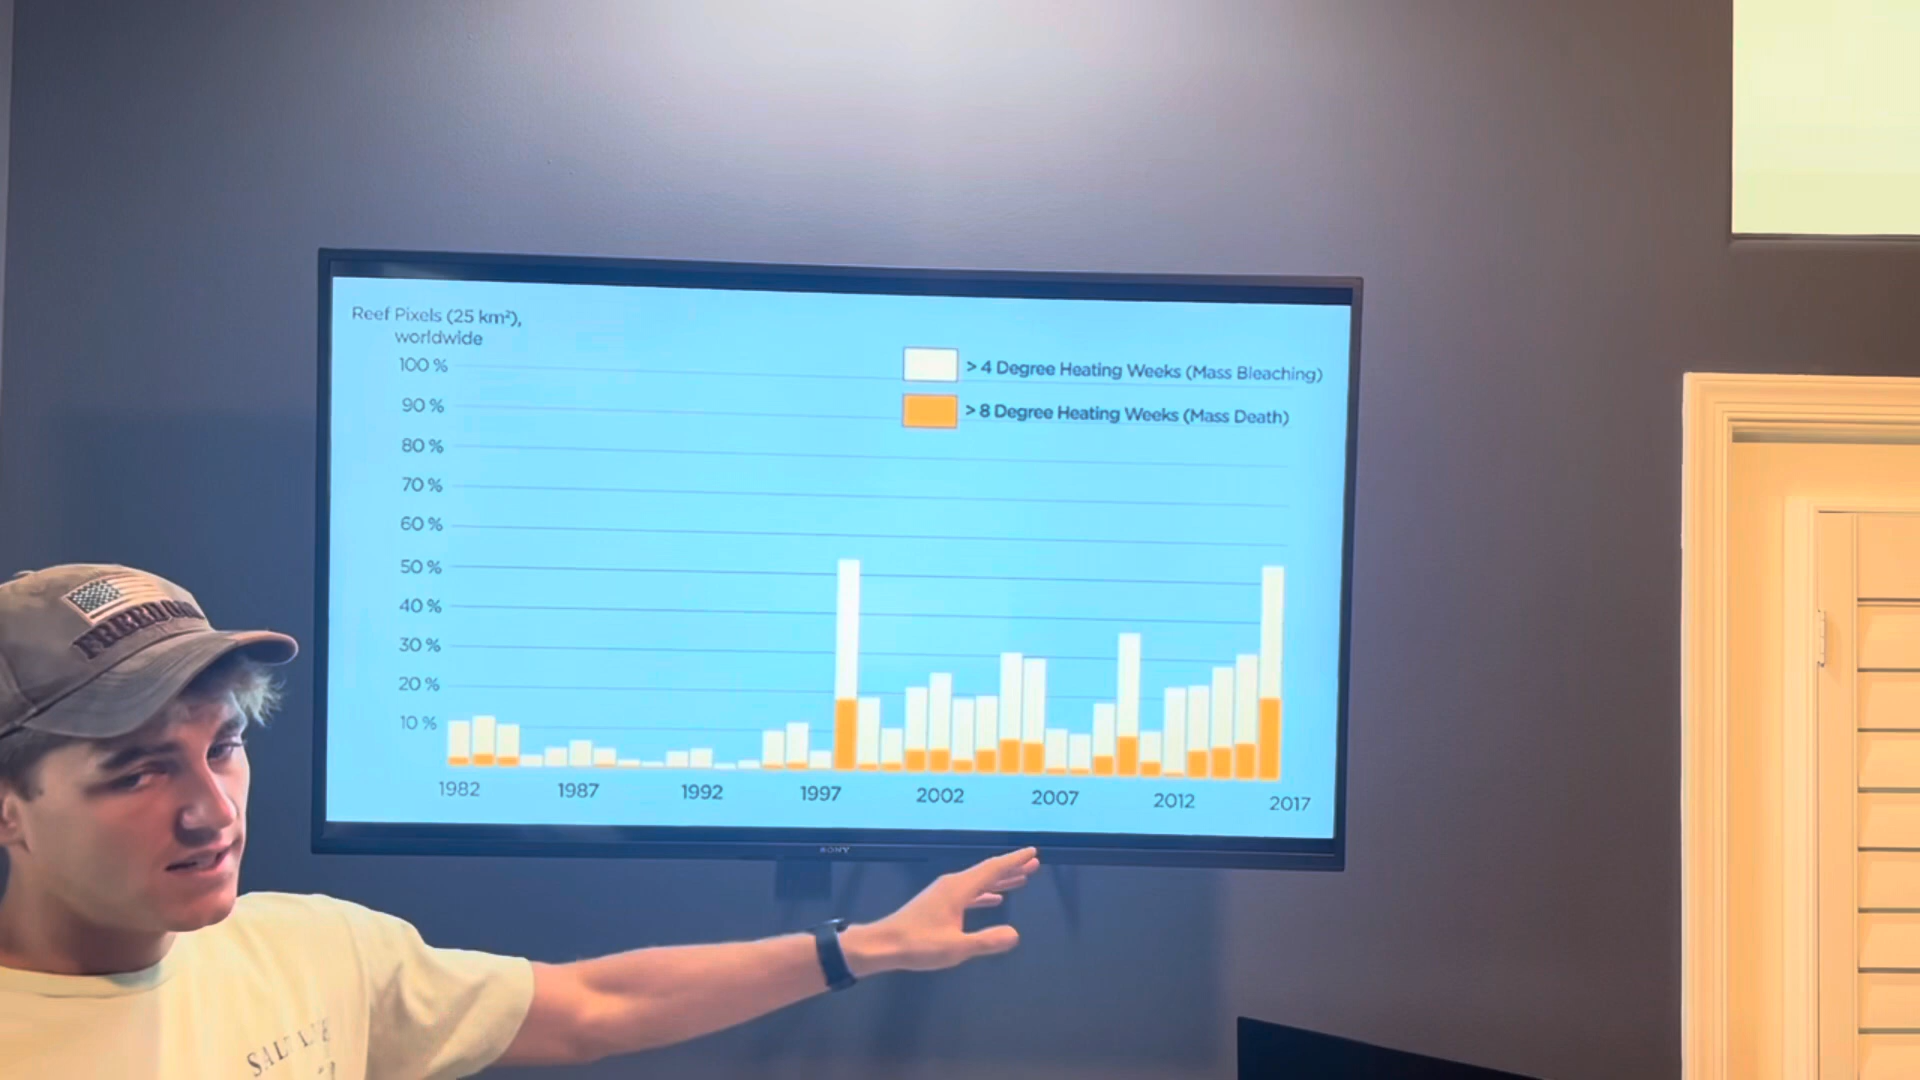 Reef Pixels (25 km²),
worldwide
100 %
> 4 Degree Heating Weeks (Mass Bleaching)
90 %
> 8 Degree Heating Weeks (Mass Death)
80 %
70 %
60 %
50 %
40 %
30 %
20 %
10 %
1982 1987 1992 1997 2002 2007 2012 2017
SONY